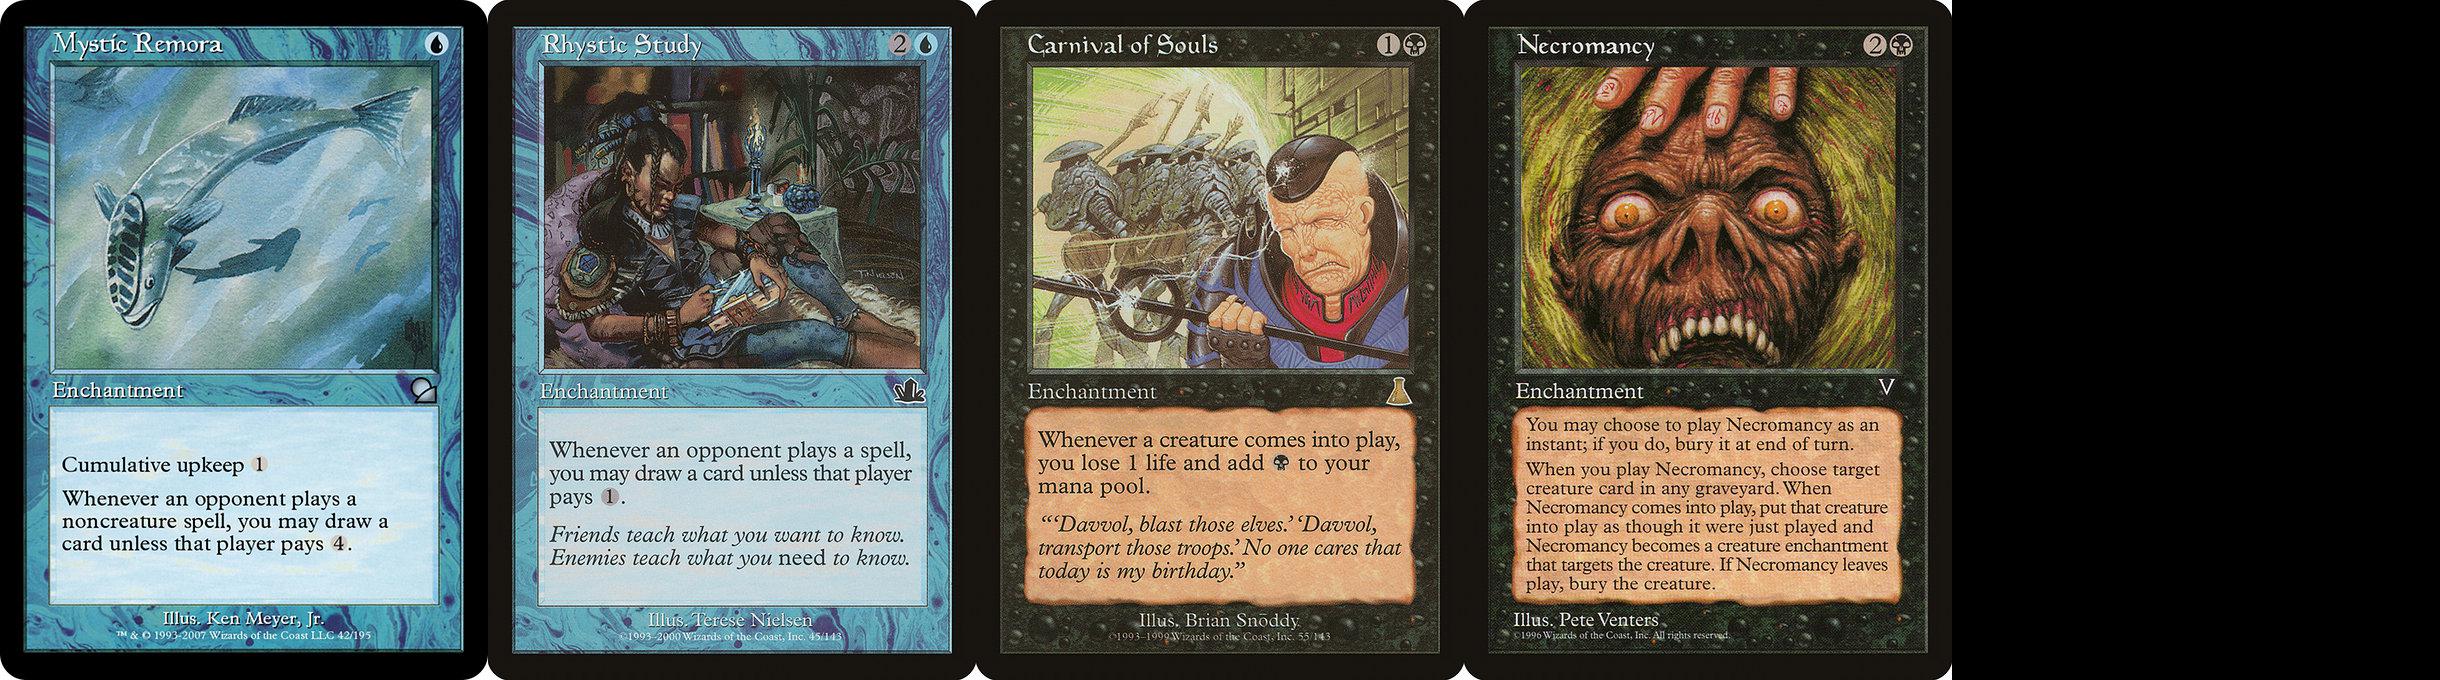 Mystic Remora
Enchantment
Cumulative upkeep 1
Whenever an opponent plays a
noncreature spell, you may draw a
card unless that player pays 4.
Illus. Ken Meyer, Jr.
™ & © 1993-2007 Wizards of the Coast LLC 42/195
Rhystic Study 2
T. Nielsen
Enchantment
Whenever an opponent plays a spell,
you may draw a card unless that player
pays 1.
Friends teach what you want to know.
Enemies teach what you need to know.
Illus. Terese Nielsen
©1993-2000 Wizards of the Coast, Inc. 45/143
Carnival of Souls 1
Enchantment
Whenever a creature comes into play,
you lose 1 life and add to your
mana pool.
“‘Davvol, blast those elves.’ ‘Davvol,
transport those troops.’ No one cares that
today is my birthday.”
Illus. Brian Snoddy
©1993-1999 Wizards of the Coast, Inc. 55/143
Necromancy 2
Enchantment V
You may choose to play Necromancy as an
instant; if you do, bury it at end of turn.
When you play Necromancy, choose target
creature card in any graveyard. When
Necromancy comes into play, put that creature
into play as though it were just played and
Necromancy becomes a creature enchantment
that targets the creature. If Necromancy leaves
play, bury the creature.
Illus. Pete Venters
©1996 Wizards of the Coast, Inc. All rights reserved.